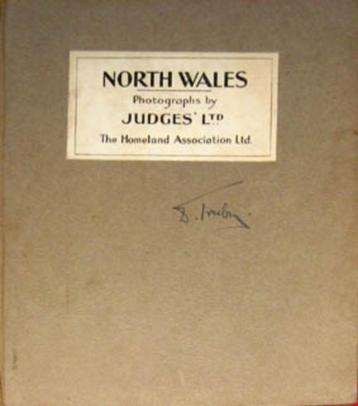 NORTH WALES
Photographs by
JUDGES' LTD
The Homeland Association Ltd.